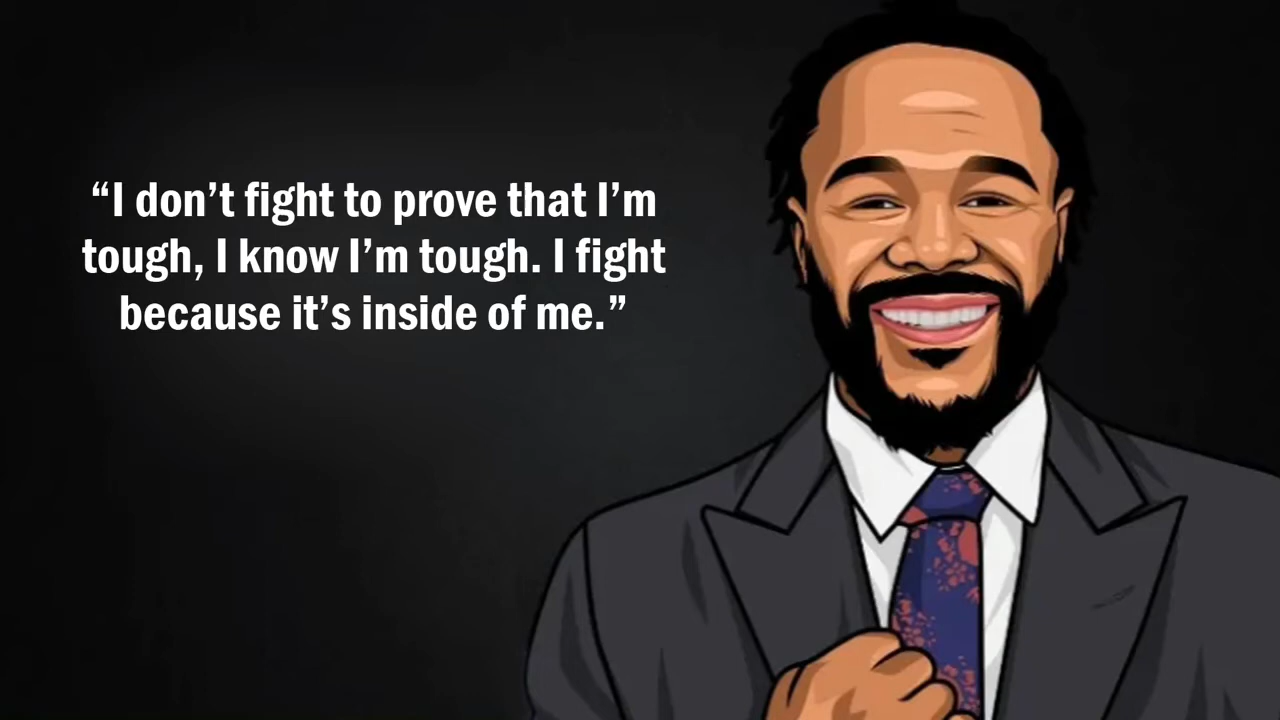 “I don’t fight to prove that I’m
tough, I know I’m tough. I fight
because it’s inside of me.”